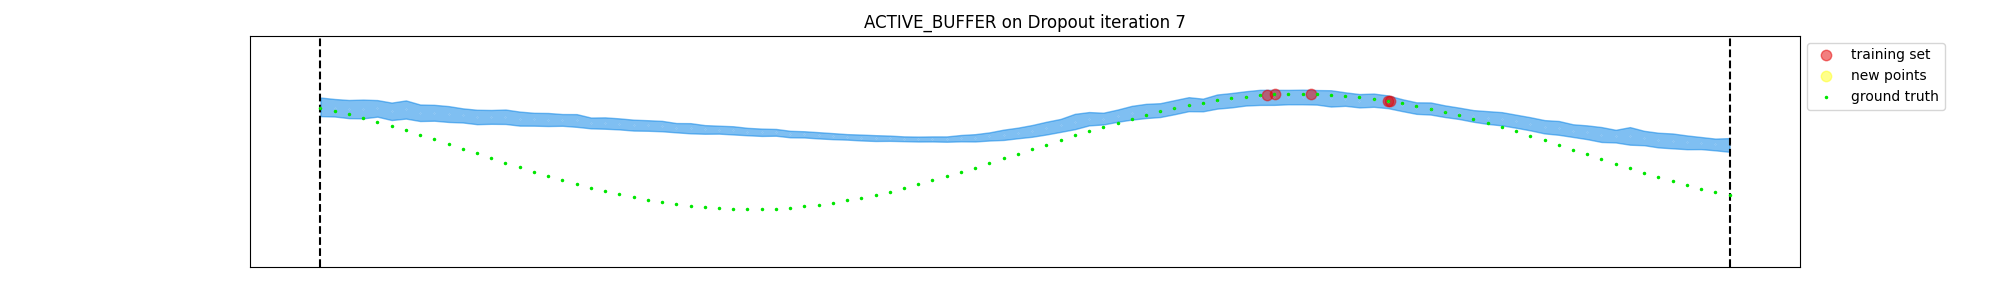 ACTIVE_BUFFER on Dropout iteration 7
training set
new points
ground truth